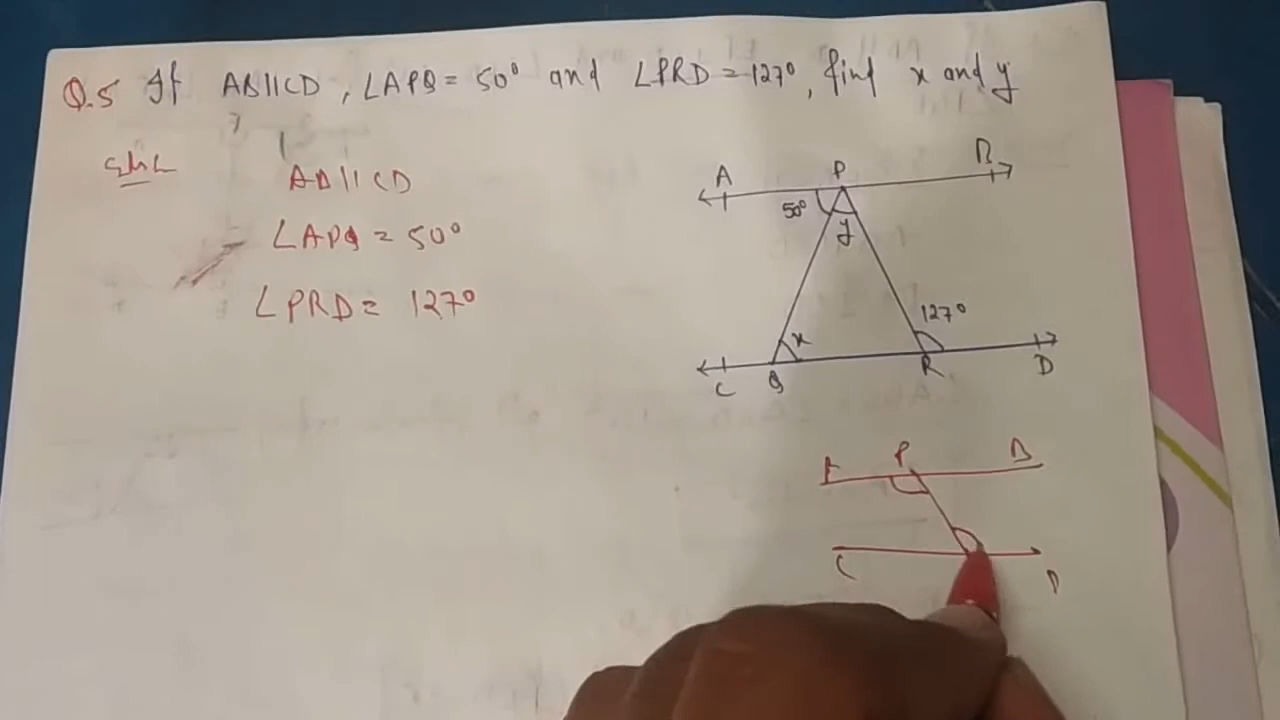 Q.5 If AB||CD, ∠APQ = 50° and ∠PRD = 127°, find x and y
AB||CD
∠APQ = 50°
∠PRD = 127°
A P B
50°
y
127°
x
C Q R D
A P B
C D